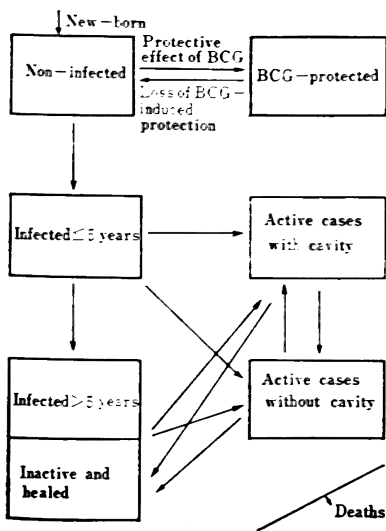 New-born
Protective
effect of BCG
Non-infected
BCG-protected
Loss of BCG-
induced
protection
Infected ≤ 5 years
Active cases
with cavity
Infected > 5 years
Active cases
without cavity
Inactive and
healed
Deaths